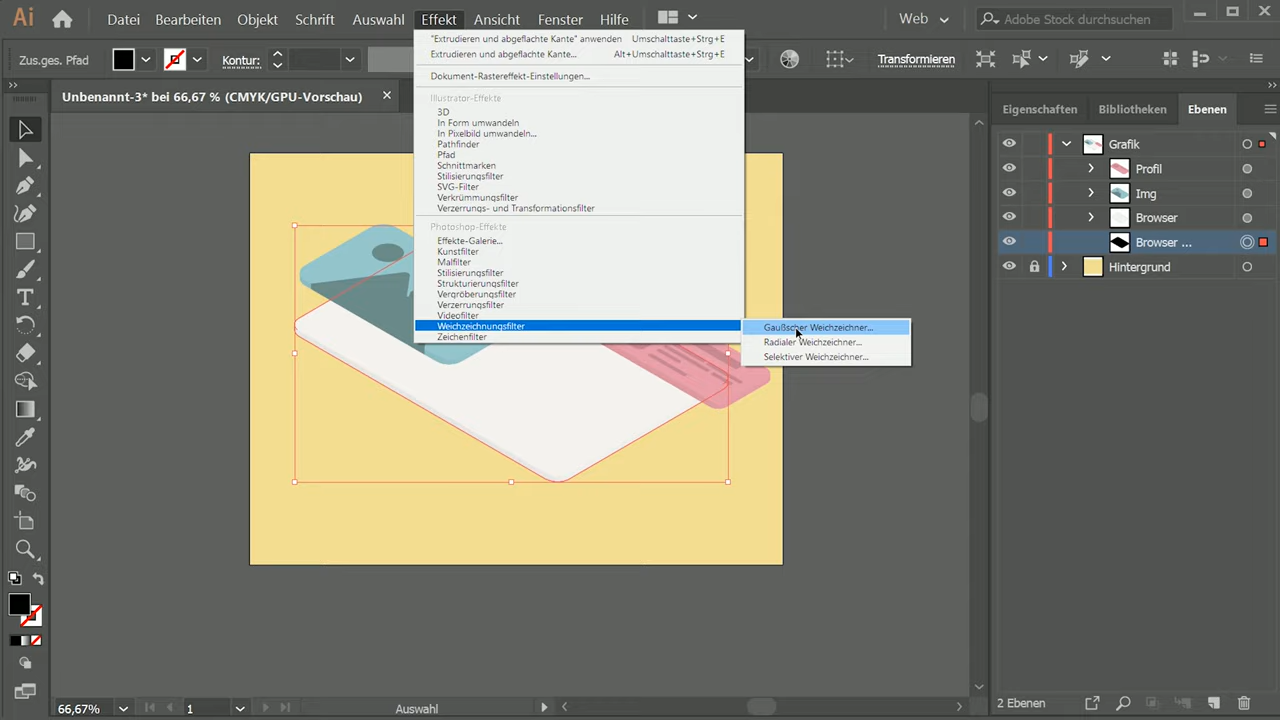 Ai
Datei
Bearbeiten
Objekt
Schrift
Auswahl
Effekt
Ansicht
Fenster
Hilfe
Web
Adobe Stock durchsuchen
Zus.ges. Pfad
Kontur:
Transformieren
Unbenannt-3* bei 66,67 % (CMYK/GPU-Vorschau)
"Extrudieren und abgeflachte Kante" anwenden Umschalttaste+Strg+E
Extrudieren und abgeflachte Kante... Alt+Umschalttaste+Strg+E
Dokument-Rastereffekt-Einstellungen...
Illustrator-Effekte
3D
In Form umwandeln
In Pixelbild umwandeln...
Pathfinder
Pfad
Schnittmarken
Stilisierungsfilter
SVG-Filter
Verkrümmungsfilter
Verzerrungs- und Transformationsfilter
Photoshop-Effekte
Effekte-Galerie...
Kunstfilter
Malfilter
Stilisierungsfilter
Strukturierungsfilter
Vergröberungsfilter
Verzerrungsfilter
Videofilter
Weichzeichnungsfilter
Zeichenfilter
Gaußscher Weichzeichner...
Radialer Weichzeichner...
Selektiver Weichzeichner...
Eigenschaften
Bibliotheken
Ebenen
Grafik
Profil
Img
Browser
Browser ...
Hintergrund
66,67%
1
Auswahl
2 Ebenen